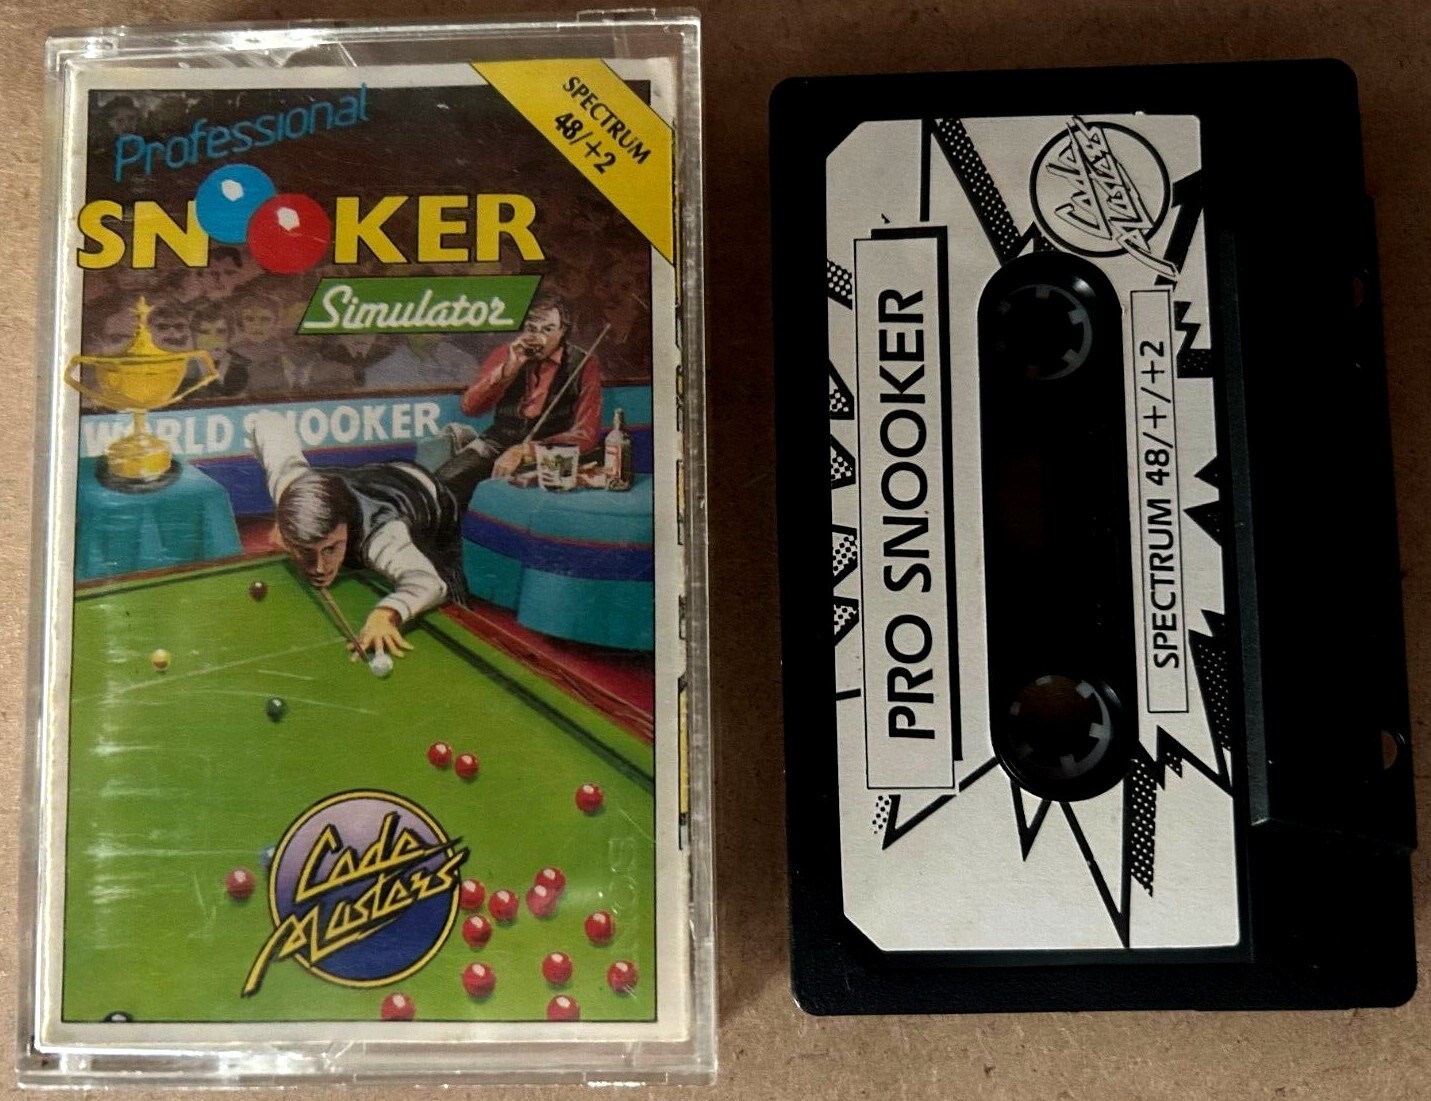 Professional
SNOOKER
Simulator
SPECTRUM
48/+2
WORLD SNOOKER
Code
Masters
Code
Masters
PRO SNOOKER
SPECTRUM 48/+/+2